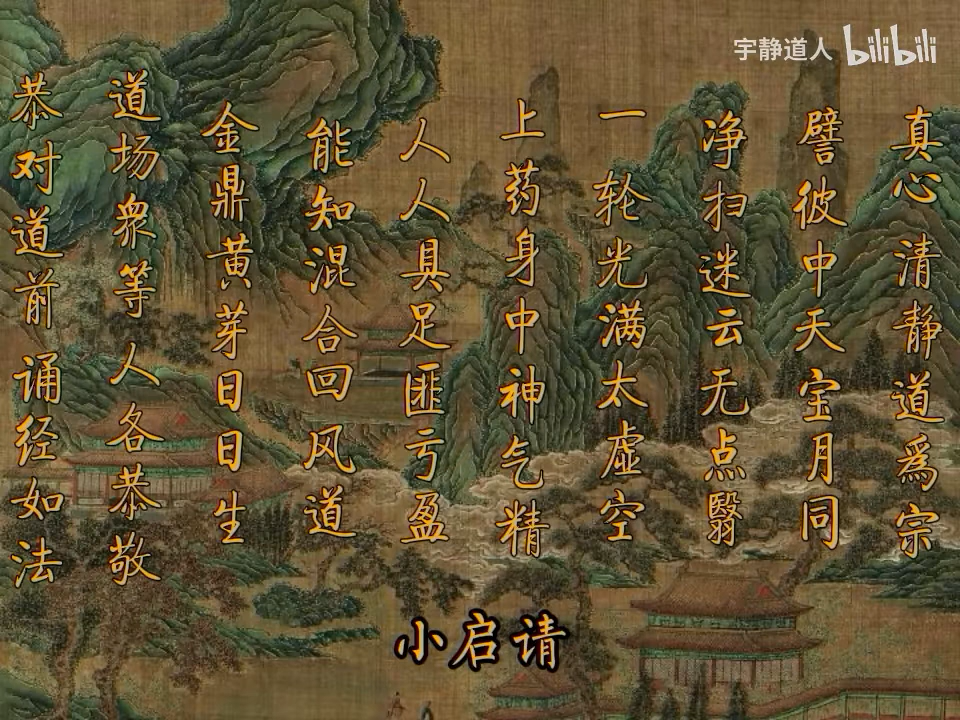 宇静道人 bilibili
真心清静道爲宗
譬彼中天宝月同
净扫迷云无点翳
一轮光满太虚空
上药身中神气精
人人具足匪亏盈
能知混合回风道
金鼎黄芽日日生
道场衆等 人各恭敬
恭对道前 诵经如法
小启请